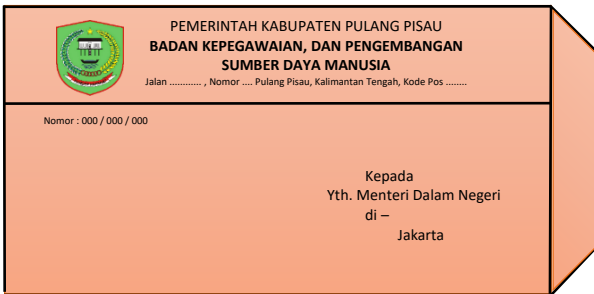 PEMERINTAH KABUPATEN PULANG PISAU
BADAN KEPEGAWAIAN, DAN PENGEMBANGAN
SUMBER DAYA MANUSIA
Jalan ............ , Nomor .... Pulang Pisau, Kalimantan Tengah, Kode Pos ........
Nomor : 000 / 000 / 000
Kepada
Yth. Menteri Dalam Negeri
di –
Jakarta